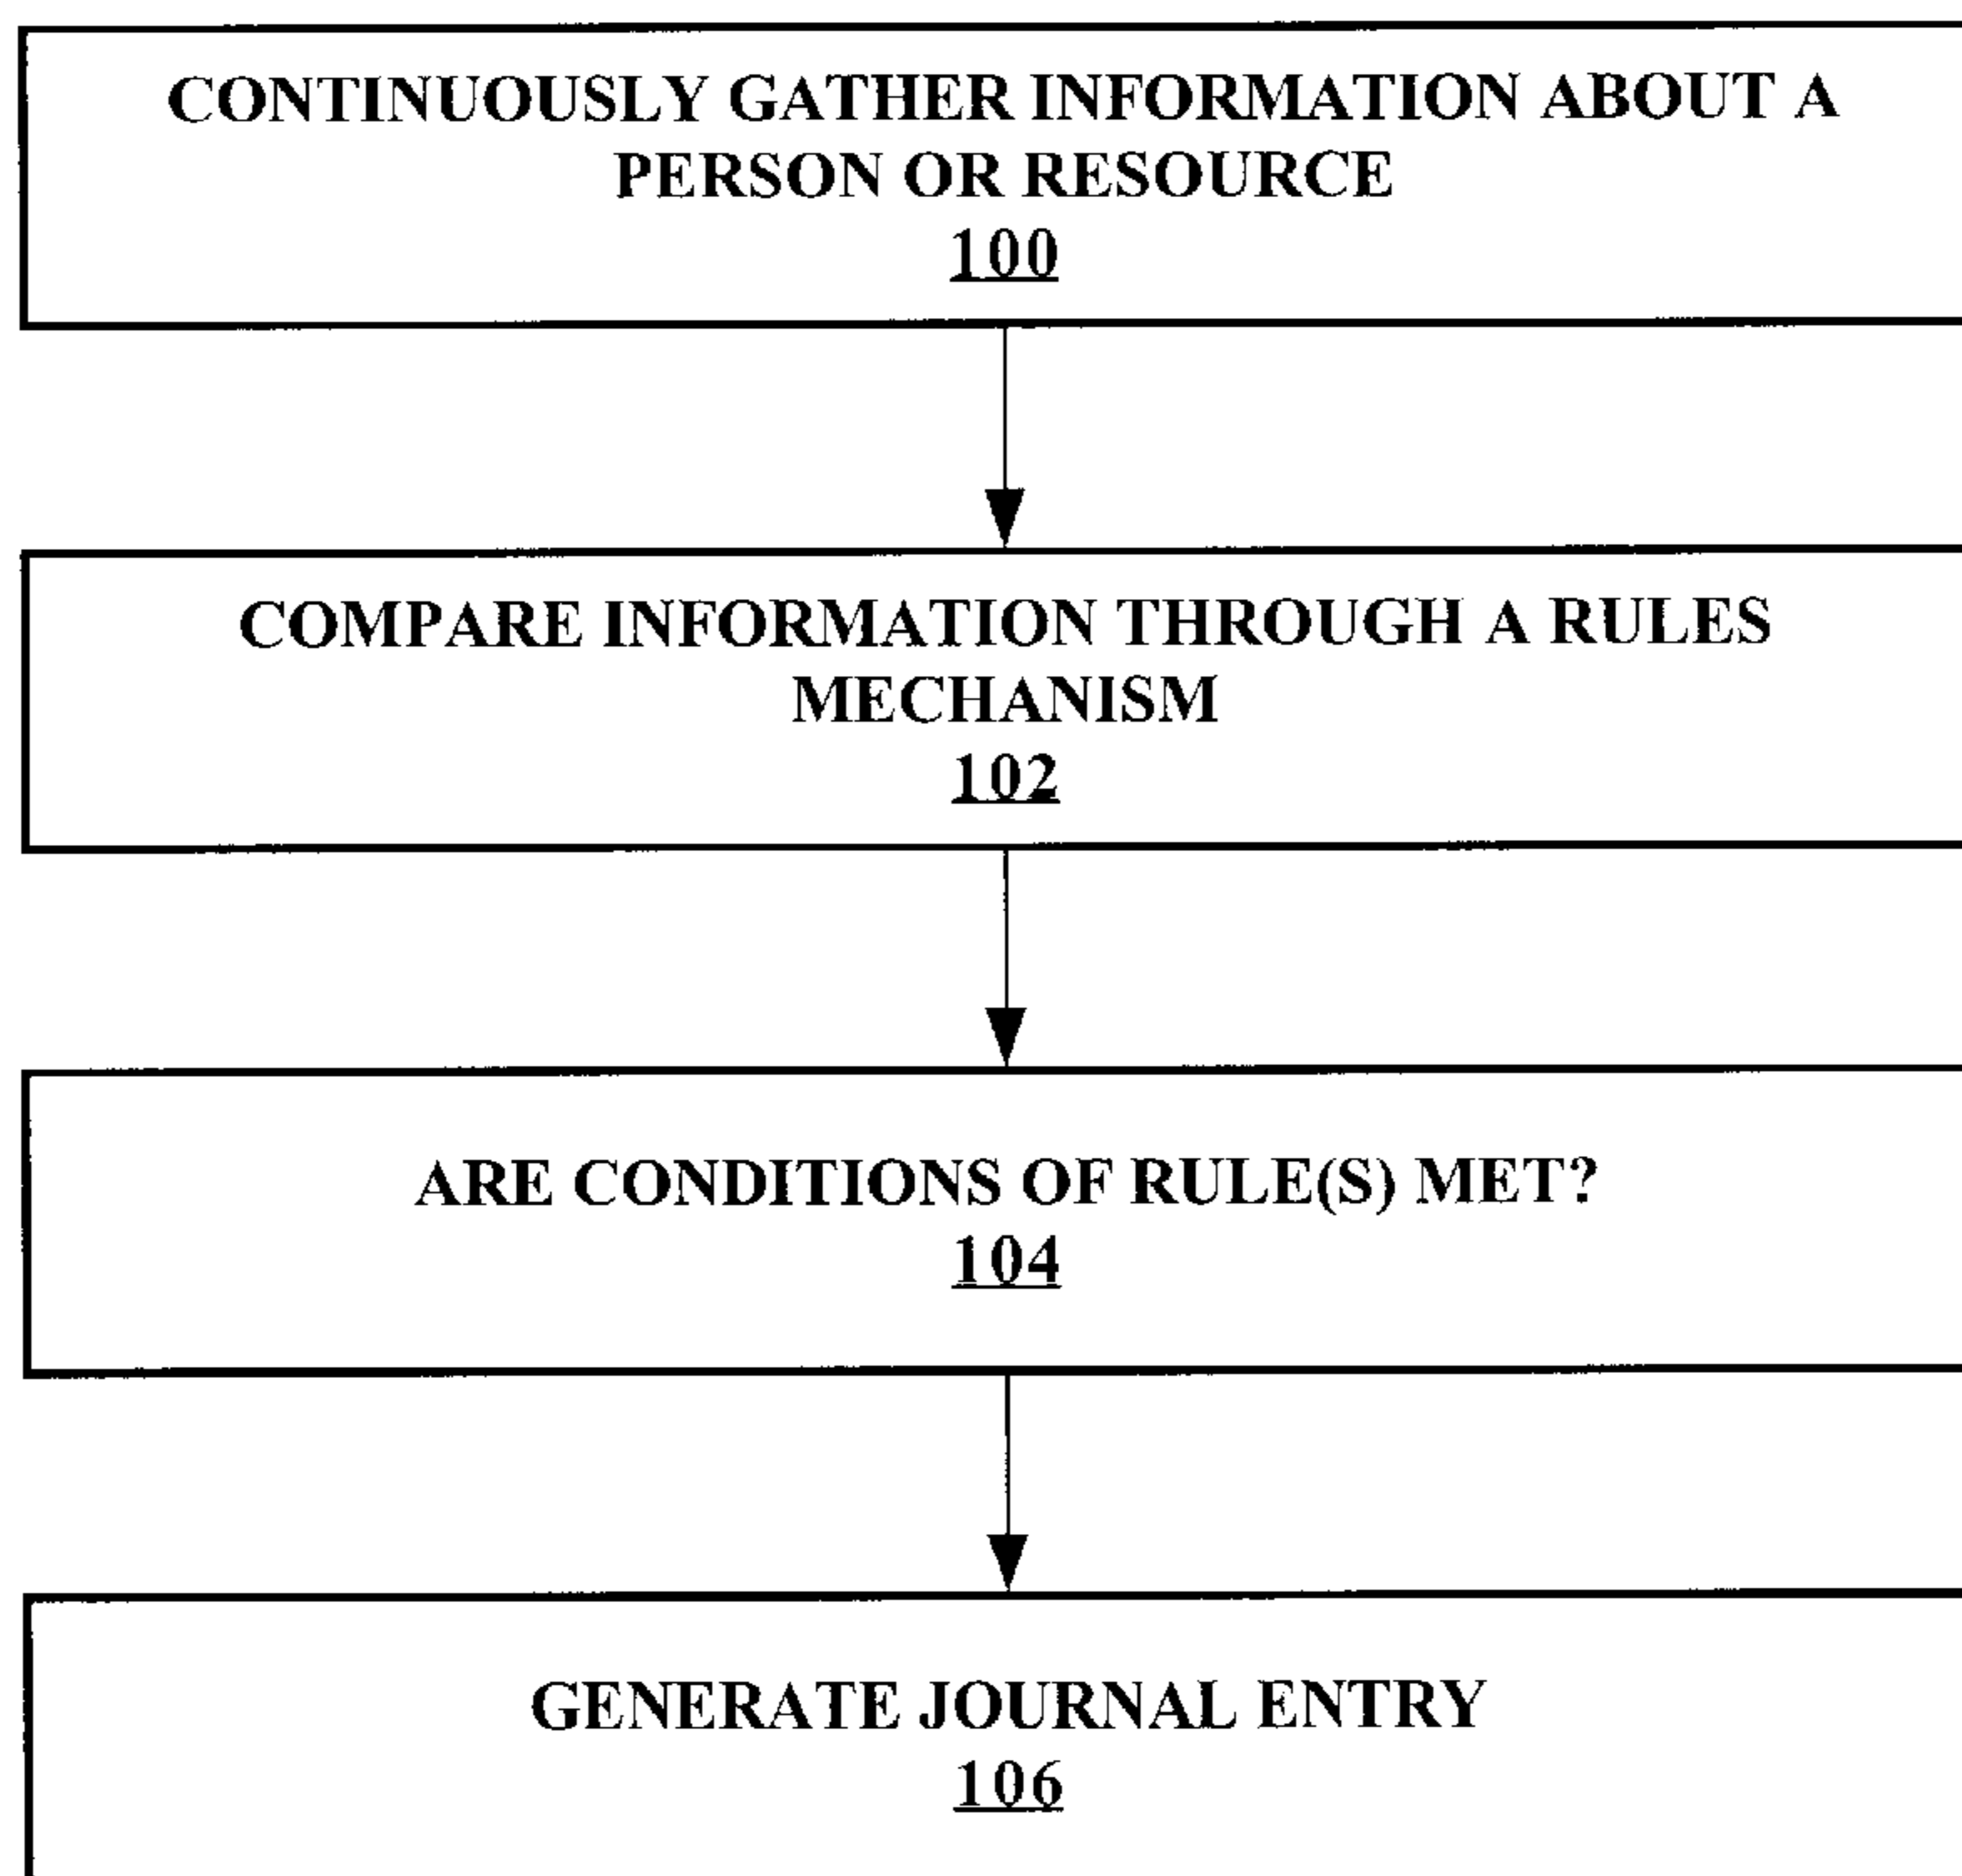 CONTINUOUSLY GATHER INFORMATION ABOUT A
PERSON OR RESOURCE
100
COMPARE INFORMATION THROUGH A RULES
MECHANISM
102
ARE CONDITIONS OF RULE(S) MET?
104
GENERATE JOURNAL ENTRY
106